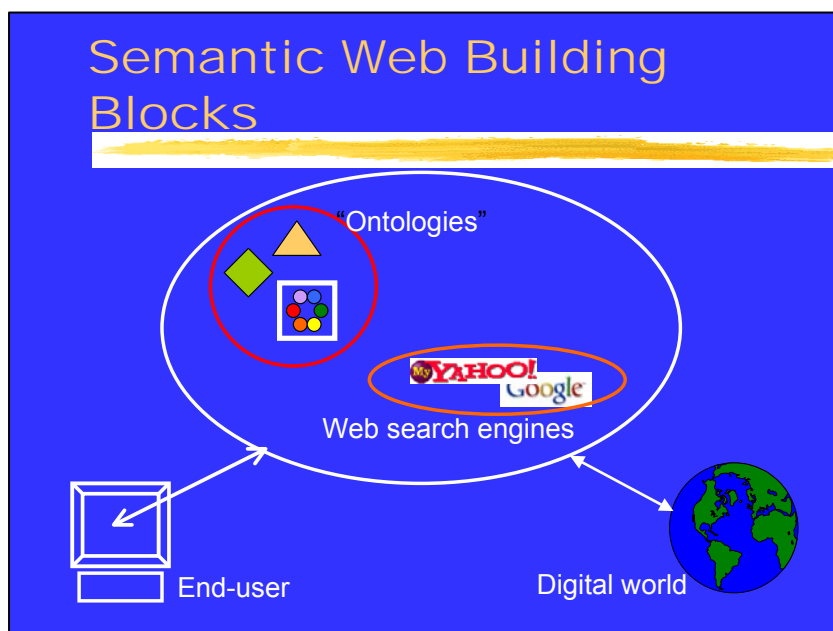 Semantic Web Building
Blocks
“Ontologies”
My YAHOO!
Google
Web search engines
End-user
Digital world